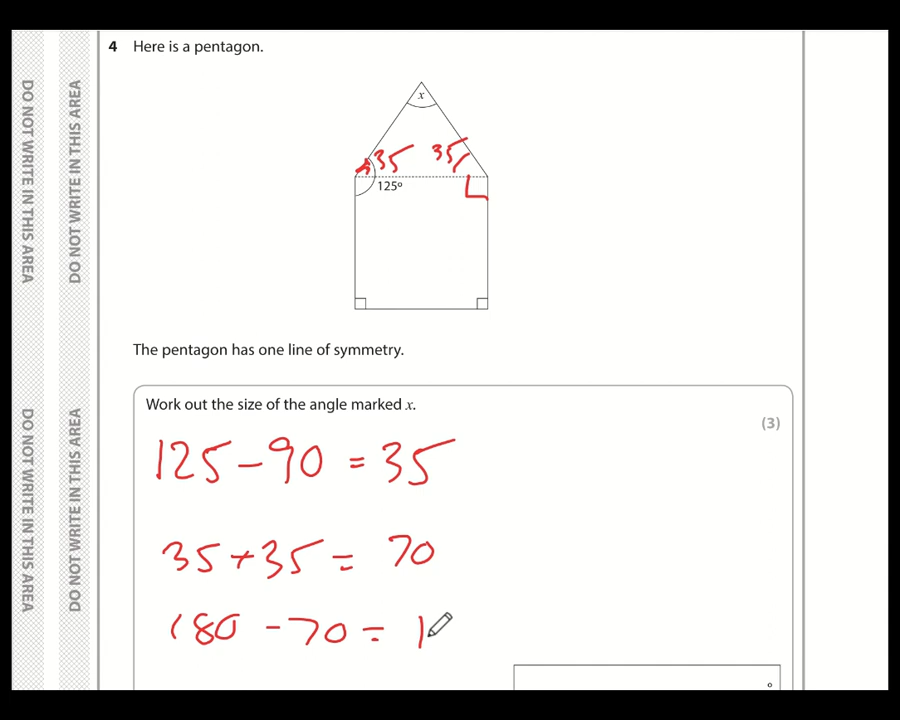 4 Here is a pentagon.
x
35 35
125º
The pentagon has one line of symmetry.
Work out the size of the angle marked x.
(3)
125-90 = 35
35+35 = 70
180 -70 = 1
º
DO NOT WRITE IN THIS AREA
DO NOT WRITE IN THIS AREA
DO NOT WRITE IN THIS AREA
DO NOT WRITE IN THIS AREA